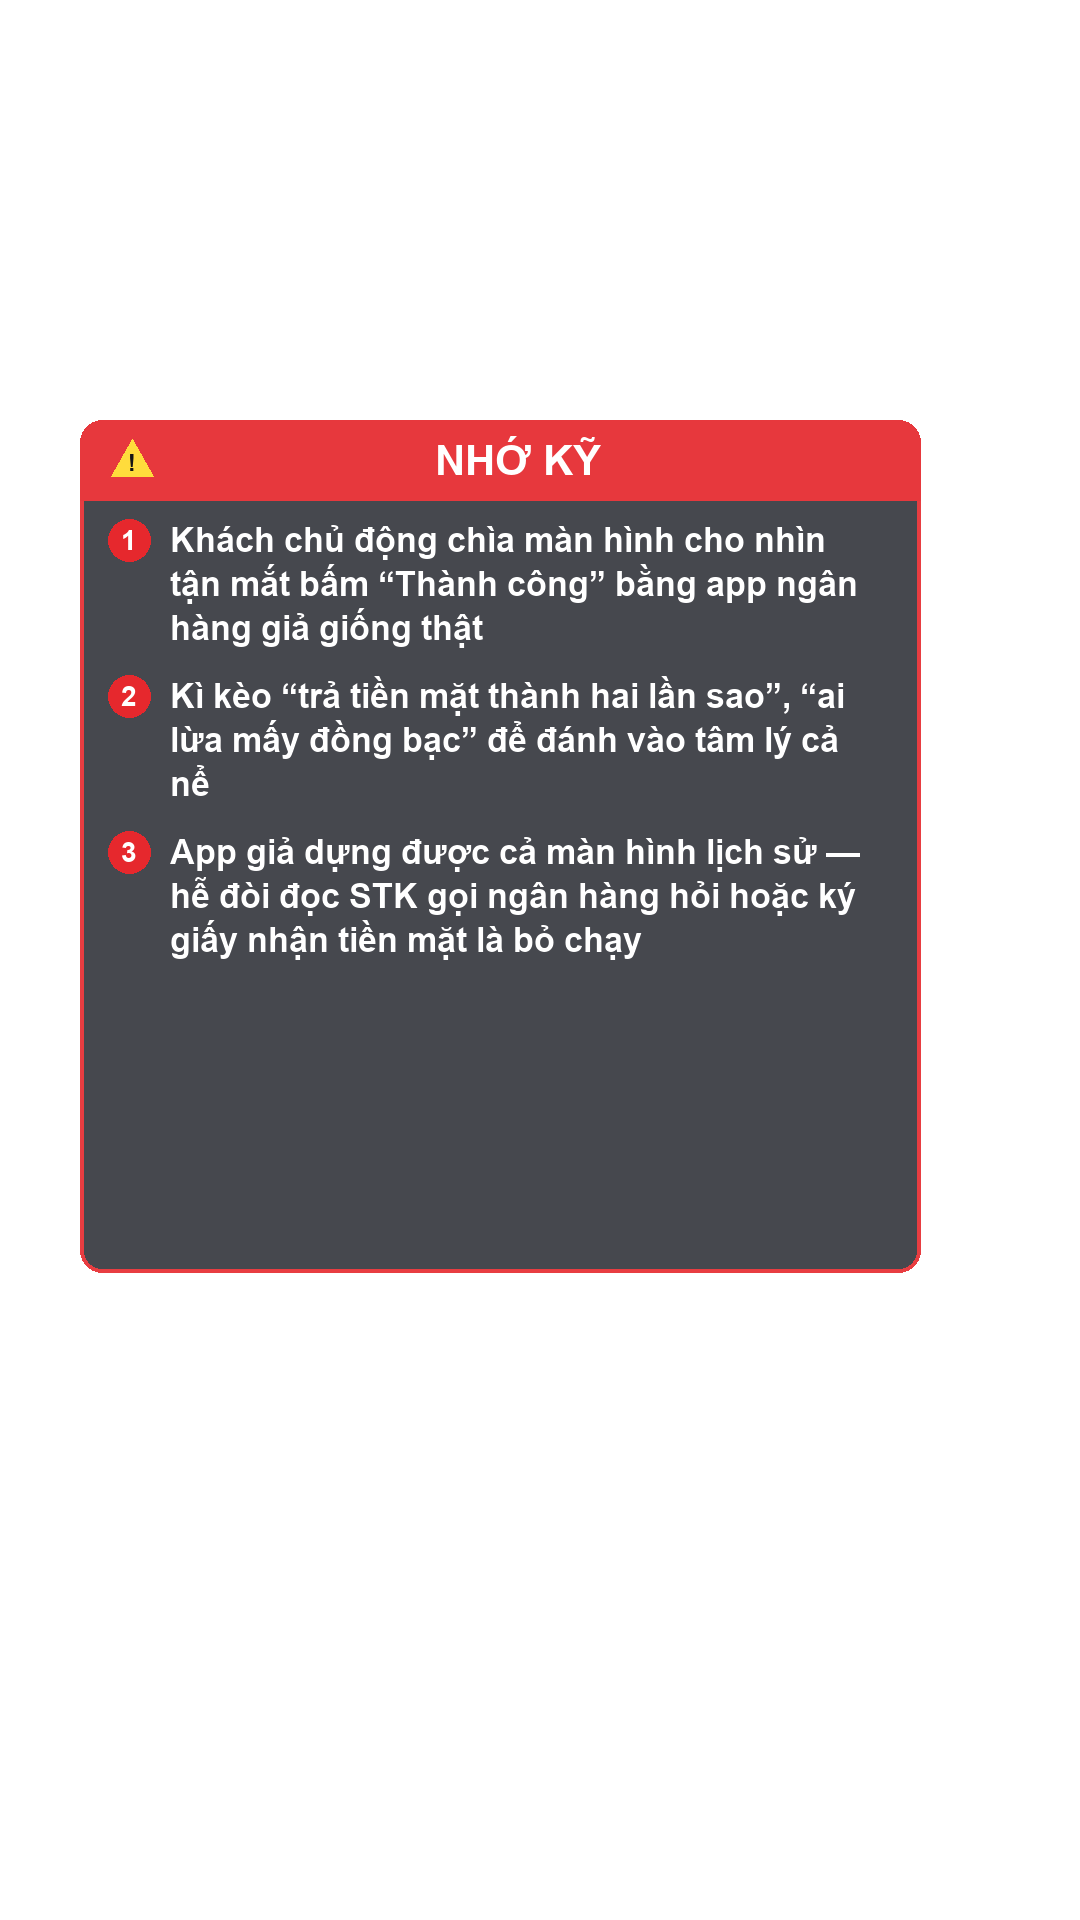 !
NHỚ KỸ
1 Khách chủ động chìa màn hình cho nhìn
tận mắt bấm “Thành công” bằng app ngân
hàng giả giống thật
2 Kì kèo “trả tiền mặt thành hai lần sao”, “ai
lừa mấy đồng bạc” để đánh vào tâm lý cả
nể
3 App giả dựng được cả màn hình lịch sử —
hễ đòi đọc STK gọi ngân hàng hỏi hoặc ký
giấy nhận tiền mặt là bỏ chạy